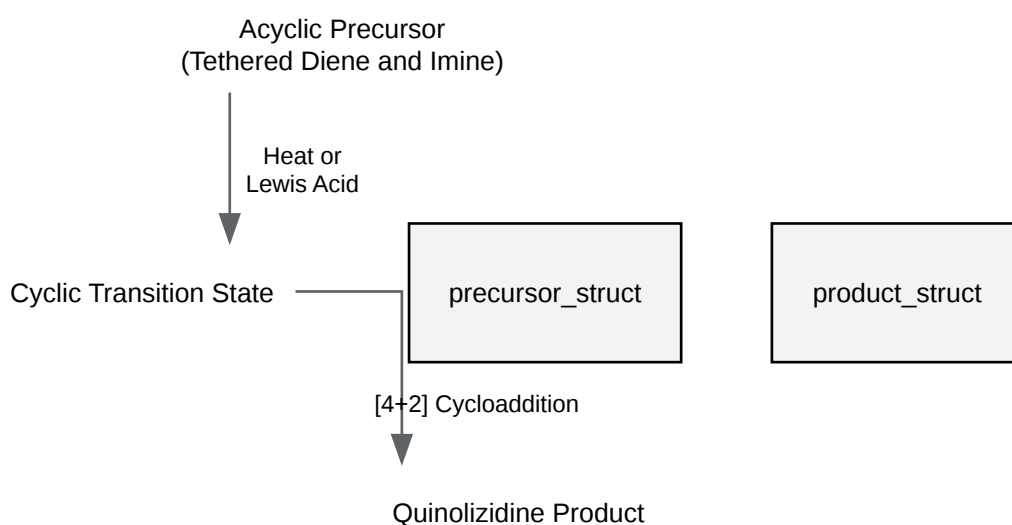 Acyclic Precursor
(Tethered Diene and Imine)
Heat or
Lewis Acid
Cyclic Transition State
precursor_struct
product_struct
[4+2] Cycloaddition
Quinolizidine Product